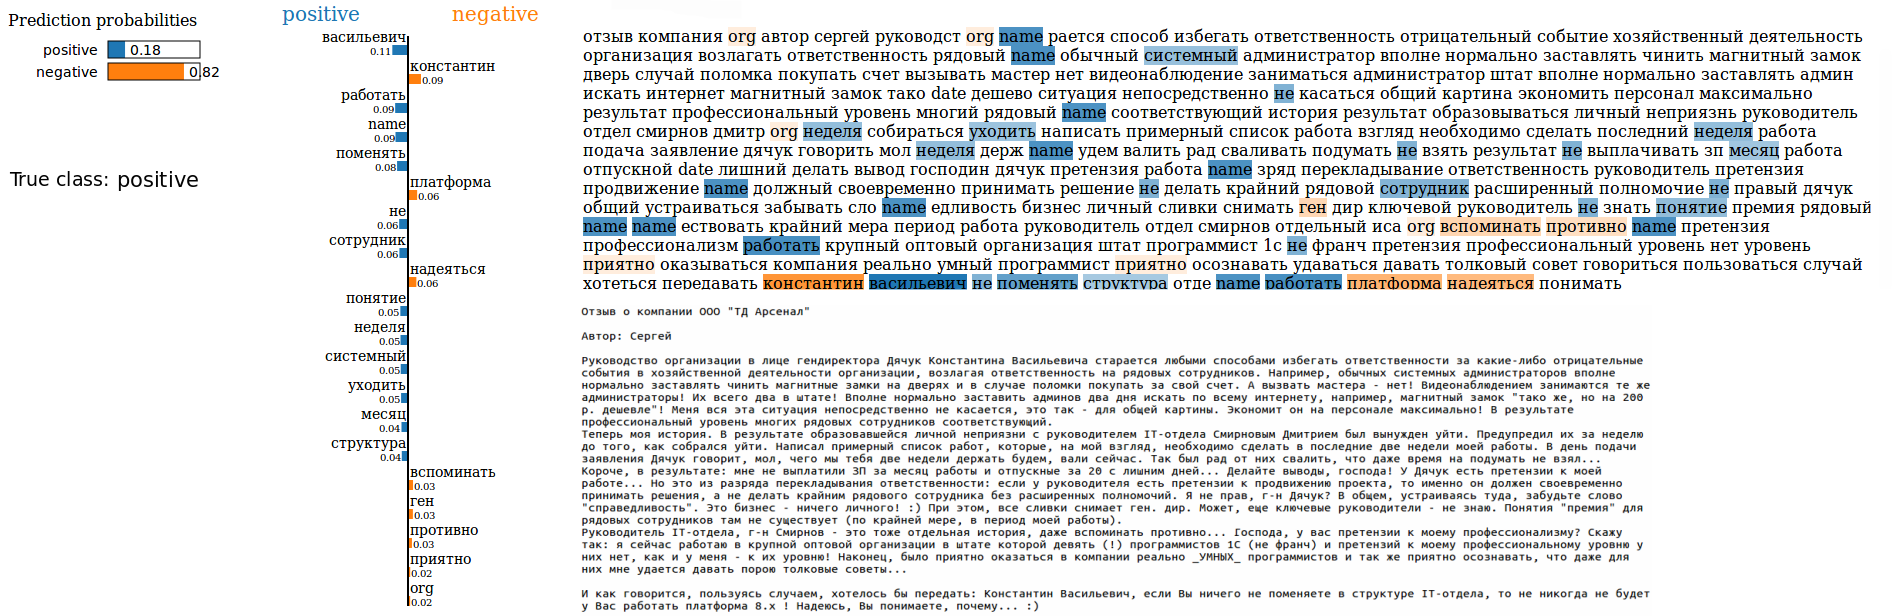 Prediction probabilities
positive 0.18
negative 0.82
True class: positive
positive negative
васильевич
0.11
константин
0.09
работать
0.09
name
0.09
поменять
0.08
платформа
0.06
не
0.06
сотрудник
0.06
надеяться
0.06
понятие
0.05
неделя
0.05
системный
0.05
уходить
0.05
месяц
0.04
структура
0.04
вспоминать
0.03
ген
0.03
противно
0.03
приятно
0.02
org
0.02
отзыв компания org автор сергей руководст org name рается способ избегать ответственность отрицательный событие хозяйственный деятельность
организация возлагать ответственность рядовый name обычный системный администратор вполне нормально заставлять чинить магнитный замок
дверь случай поломка покупать счет вызывать мастер нет видеонаблюдение заниматься администратор штат вполне нормально заставлять админ
искать интернет магнитный замок тако date дешево ситуация непосредственно не касаться общий картина экономить персонал максимально
результат профессиональный уровень многий рядовый name соответствующий история результат образовываться личный неприязнь руководитель
отдел смирнов дмитр org неделя собираться уходить написать примерный список работа взгляд необходимо сделать последний неделя работа
подача заявление дячук говорить мол неделя держ name удем валить рад сваливать подумать не взять результат не выплачивать зп месяц работа
отпускной date лишний делать вывод господин дячук претензия работа name зряд перекладывание ответственность руководитель претензия
продвижение name должный своевременно принимать решение не делать крайний рядовой сотрудник расширенный полномочие не правый дячук
общий устраиваться забывать сло name едливость бизнес личный сливки снимать ген дир ключевой руководитель не знать понятие премия рядовый
name name ествовать крайний мера период работа руководитель отдел смирнов отдельный иса org вспоминать противно name претензия
профессионализм работать крупный оптовый организация штат программист 1с не франч претензия профессиональный уровень нет уровень
приятно оказываться компания реально умный программист приятно осознавать удаваться давать толковый совет говориться пользоваться случай
хотеться передавать константин васильевич не поменять структура отде name работать платформа надеяться понимать
Отзыв о компании ООО "ТД Арсенал"
Автор: Сергей
Руководство организации в лице гендиректора Дячук Константина Васильевича старается любыми способами избегать ответственности за какие-либо отрицательные
события в хозяйственной деятельности организации, возлагая ответственность на рядовых сотрудников. Например, обычных системных администраторов вполне
нормально заставлять чинить магнитные замки на дверях и в случае поломки покупать за свой счет. А вызвать мастера - нет! Видеонаблюдением занимаются те же
администраторы! Их всего два в штате! Вполне нормально заставить админов два дня искать по всему интернету, например, магнитный замок "тако же, но на 200
р. дешевле"! Меня вся эта ситуация непосредственно не касается, это так - для общей картины. Экономит он на персонале максимально! В результате
профессиональный уровень многих рядовых сотрудников соответствующий.
Теперь моя история. В результате образовавшейся личной неприязни с руководителем IT-отдела Смирновым Дмитрием был вынужден уйти. Предупредил их за неделю
до того, как собрался уйти. Написал примерный список работ, которые, на мой взгляд, необходимо сделать в последние две недели моей работы. В день подачи
заявления Дячук говорит, мол, чего мы тебя две недели держать будем, вали сейчас. Так был рад от них свалить, что даже время на подумать не взял...
Короче, в результате: мне не выплатили ЗП за месяц работы и отпускные за 20 с лишним дней... Делайте выводы, господа! У Дячук есть претензии к моей
работе... Но это из разряда перекладывания ответственности: если у руководителя есть претензии к продвижению проекта, то именно он должен своевременно
принимать решения, а не делать крайним рядового сотрудника без расширенных полномочий. Я не прав, г-н Дячук? В общем, устраиваясь туда, забудьте слово
"справедливость". Это бизнес - ничего личного! :) При этом, все сливки снимает ген. дир. Может, еще ключевые руководители - не знаю. Понятия "премия" для
рядовых сотрудников там не существует (по крайней мере, в период моей работы).
Руководитель IT-отдела, г-н Смирнов - это тоже отдельная история, даже вспоминать противно... Господа, у вас претензии к моему профессионализму? Скажу
так: я сейчас работаю в крупной оптовой организации в штате которой девять (!) программистов 1С (не франч) и претензий к моему профессиональному уровню у
них нет, как и у меня - к их уровню! Наконец, было приятно оказаться в компании реально _УМНЫХ_ программистов и так же приятно осознавать, что даже для
них мне удается давать порою толковые советы...
И как говорится, пользуясь случаем, хотелось бы передать: Константин Васильевич, если Вы ничего не поменяете в структуре IT-отдела, то не никогда не будет
у Вас работать платформа 8.x ! Надеюсь, Вы понимаете, почему... :)